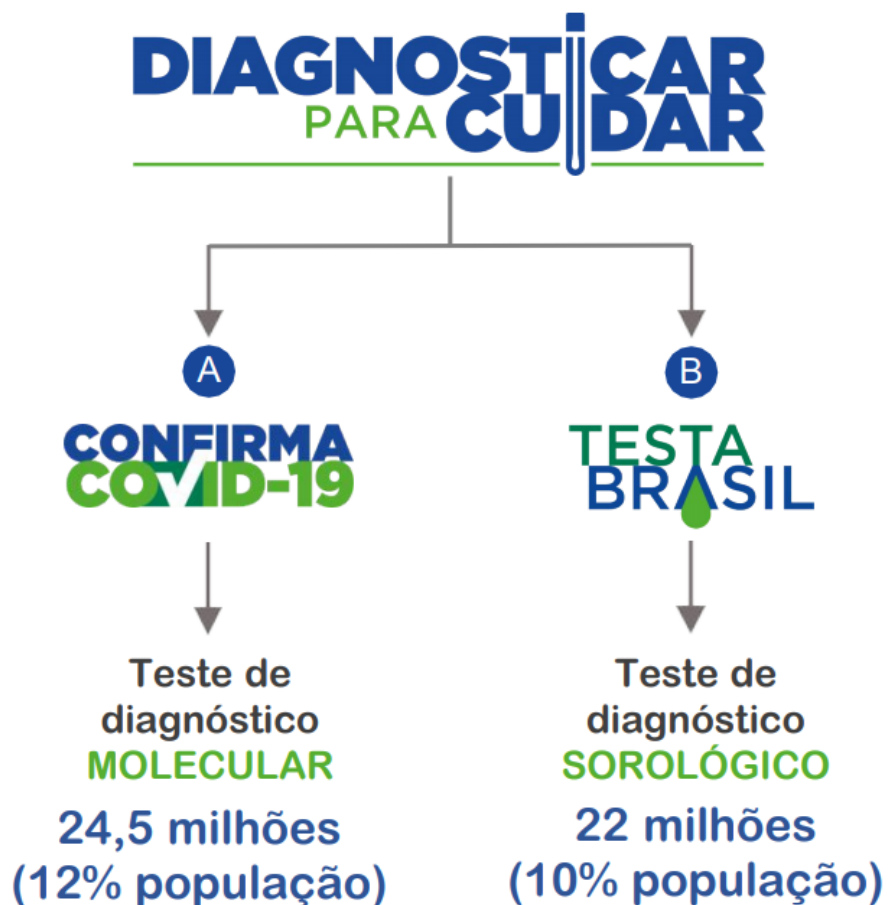 DIAGNOSTICAR
PARA CUIDAR
A
CONFIRMA
COVID-19
Teste de
diagnóstico
MOLECULAR
24,5 milhões
(12% população)
B
TESTA
BRASIL
Teste de
diagnóstico
SOROLÓGICO
22 milhões
(10% população)